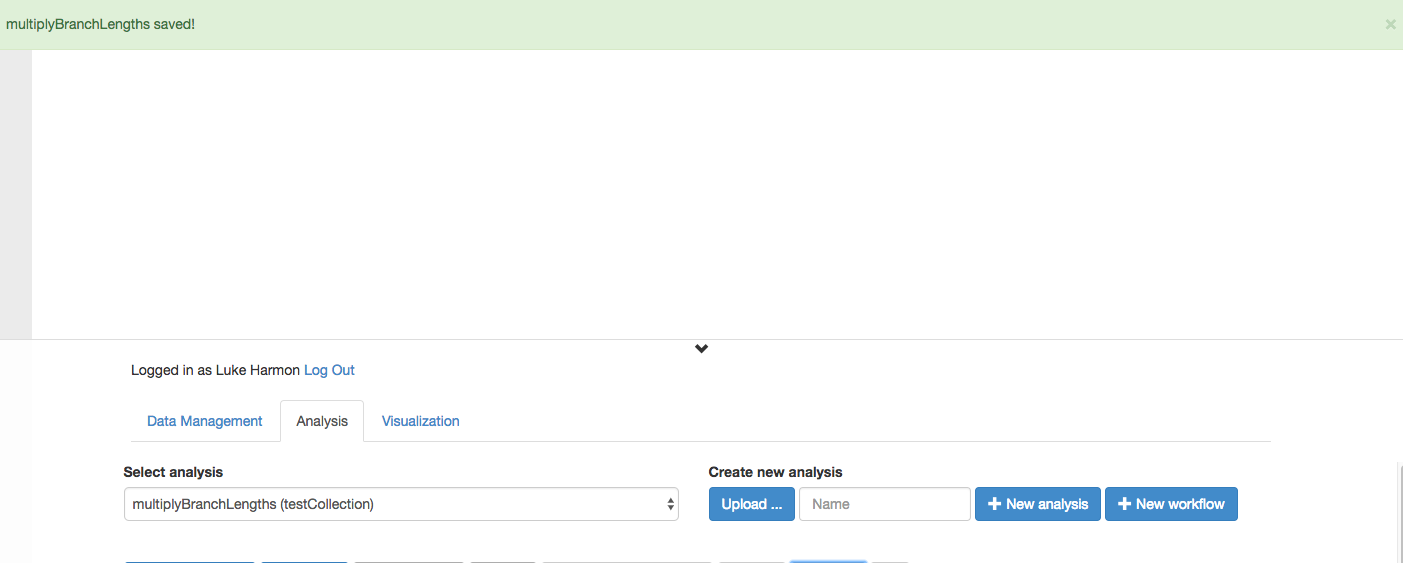 multiplyBranchLengths saved!
×
Logged in as Luke Harmon Log Out
Data Management Analysis Visualization
Select analysis
multiplyBranchLengths (testCollection)
Create new analysis
Upload ... Name + New analysis + New workflow